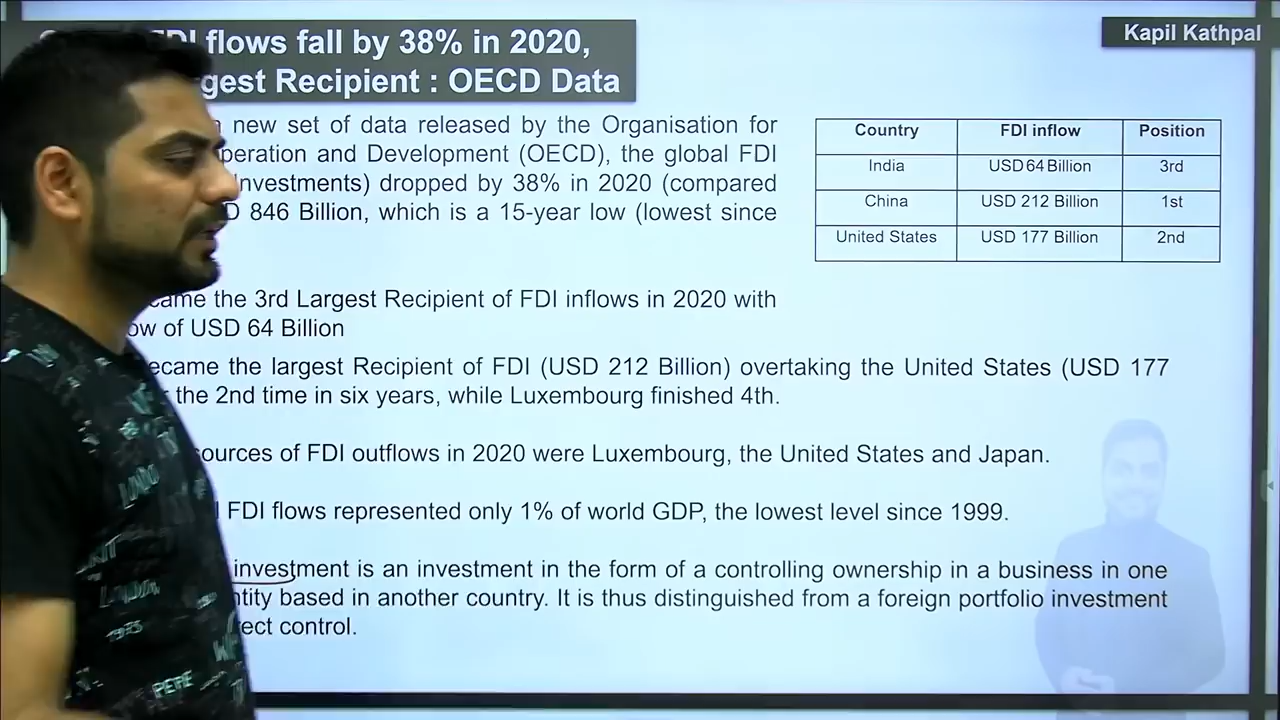 FDI flows fall by 38% in 2020,
Recipient : OECD Data
Kapil Kathpal
new set of data released by the Organisation for
and Development (OECD), the global FDI
Investments) dropped by 38% in 2020 (compared
846 Billion, which is a 15-year low (lowest since
the 3rd Largest Recipient of FDI inflows in 2020 with
of USD 64 Billion
the largest Recipient of FDI (USD 212 Billion) overtaking the United States (USD 177
the 2nd time in six years, while Luxembourg finished 4th.
sources of FDI outflows in 2020 were Luxembourg, the United States and Japan.
FDI flows represented only 1% of world GDP, the lowest level since 1999.
investment is an investment in the form of a controlling ownership in a business in one
based in another country. It is thus distinguished from a foreign portfolio investment
control.
Country FDI inflow Position
India USD 64 Billion 3rd
China USD 212 Billion 1st
United States USD 177 Billion 2nd